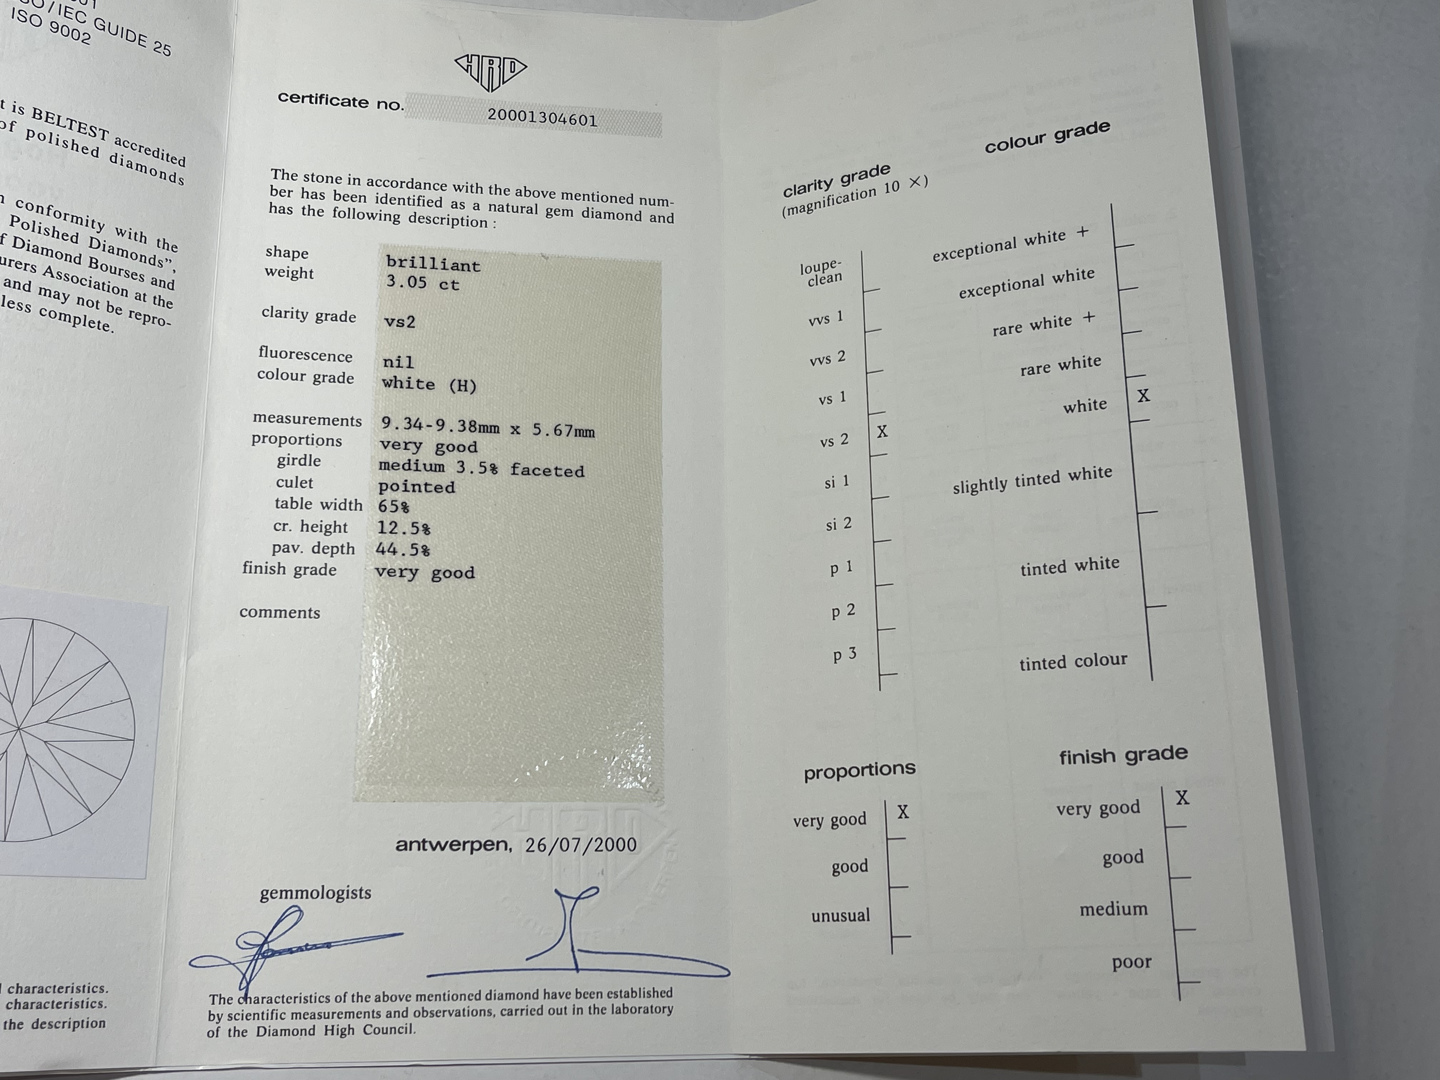 ISO/IEC GUIDE 25
ISO 9002
t is BELTEST accredited
of polished diamonds
conformity with the
Polished Diamonds",
f Diamond Bourses and
urers Association at the
and may not be repro-
less complete.
characteristics.
characteristics.
the description
HRD
certificate no. 20001304601
The stone in accordance with the above mentioned num-
ber has been identified as a natural gem diamond and
has the following description :
shape brilliant
weight 3.05 ct
clarity grade vs2
fluorescence nil
colour grade white (H)
measurements 9.34-9.38mm x 5.67mm
proportions very good
girdle medium 3.5% faceted
culet pointed
table width 65%
cr. height 12.5%
pav. depth 44.5%
finish grade very good
comments
antwerpen, 26/07/2000
gemmologists
The characteristics of the above mentioned diamond have been established
by scientific measurements and observations, carried out in the laboratory
of the Diamond High Council.
clarity grade
(magnification 10 ×)
loupe-
clean
vvs 1
vvs 2
vs 1
vs 2 X
si 1
si 2
p 1
p 2
p 3
colour grade
exceptional white +
exceptional white
rare white +
rare white
white X
slightly tinted white
tinted white
tinted colour
proportions
very good X
good
unusual
finish grade
very good X
good
medium
poor